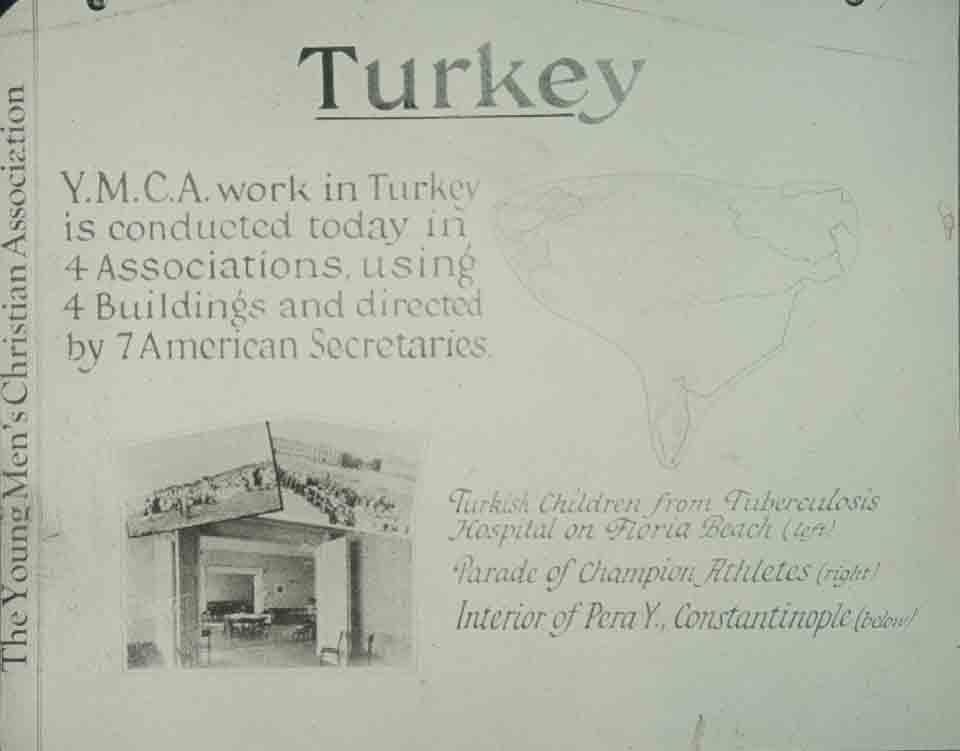 The Young Men's Christian Association
Turkey
Y.M.C.A. work in Turkey
is conducted today in
4 Associations, using
4 Buildings and directed
by 7 American Secretaries.
Turkish Children from Tuberculosis
Hospital on Floria Beach (left)
Parade of Champion Athletes (right)
Interior of Pera Y., Constantinople (below)